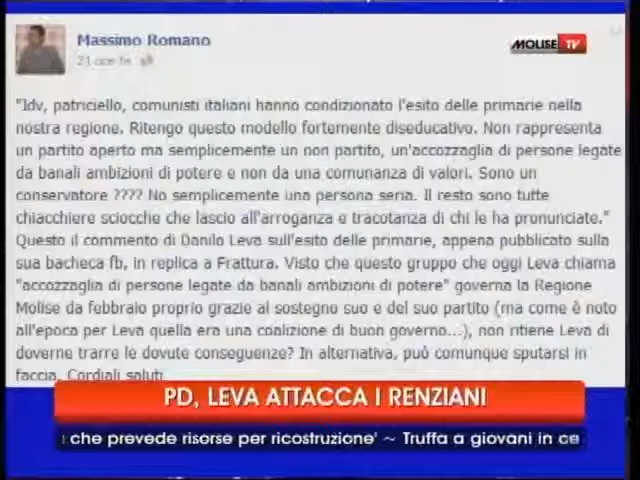 Massimo Romano
MOLISE TV
21 ore fa
"Idv, patriciello, comunisti italiani hanno condizionato l'esito delle primarie nella
nostra regione. Ritengo questo modello fortemente diseducativo. Non rappresenta
un partito aperto ma semplicemente un non partito, un'accozzaglia di persone legate
da banali ambizioni di potere e non da una comunanza di valori. Sono un
conservatore ???? No semplicemente una persona seria. Il resto sono tutte
chiacchiere sciocche che lascio all'arroganza e tracotanza di chi le ha pronunciate."
Questo il commento di Danilo Leva sull'esito delle primarie, appena pubblicato sulla
sua bacheca fb, in replica a Frattura. Visto che questo gruppo che oggi Leva chiama
"accozzaglia di persone legate da banali ambizioni di potere" governa la Regione
Molise da febbraio proprio grazie al sostegno suo e del suo partito (ma come è noto
all'epoca per Leva quella era una coalizione di buon governo...), non ritiene Leva di
doverne trarre le dovute conseguenze? In alternativa, può comunque sputarsi in
faccia. Cordiali saluti
PD, LEVA ATTACCA I RENZIANI
che prevede risorse per ricostruzione' ~ Truffa a giovani in ce